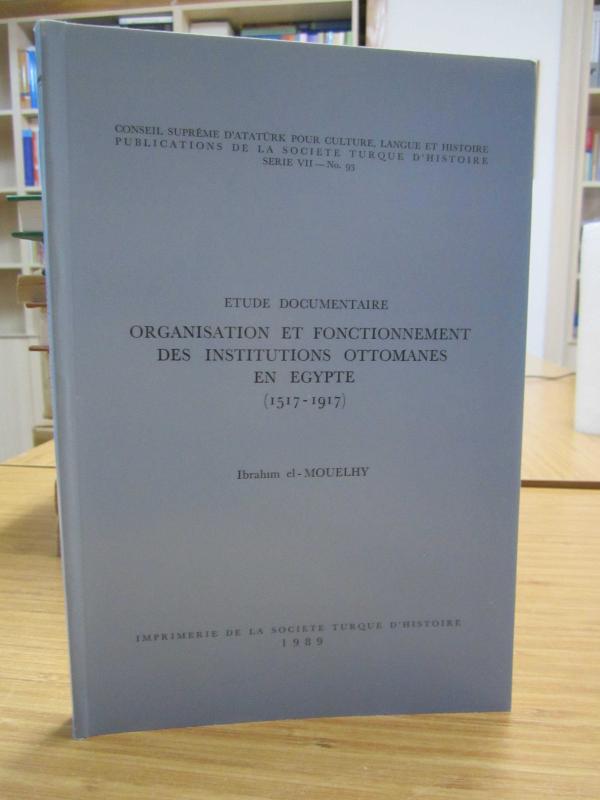 CONSEIL SUPRÊME D'ATATÜRK POUR CULTURE, LANGUE ET HISTOIRE
PUBLICATIONS DE LA SOCIETE TURQUE D'HISTOIRE
SERIE VII — No. 93
ETUDE DOCUMENTAIRE
ORGANISATION ET FONCTIONNEMENT
DES INSTITUTIONS OTTOMANES
EN EGYPTE
(1517-1917)
Ibrahım el-MOUELHY
IMPRIMERIE DE LA SOCIETE TURQUE D'HISTOIRE
1989